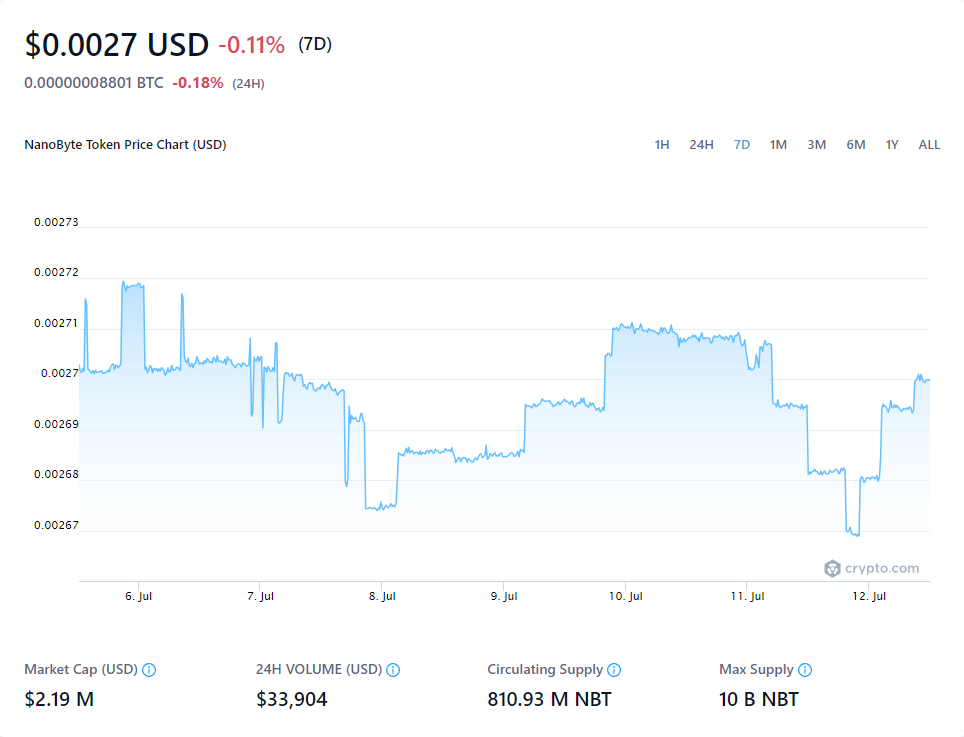 $0.0027 USD -0.11% (7D)
0.00000008801 BTC -0.18% (24H)
NanoByte Token Price Chart (USD) 1H 24H 7D 1M 3M 6M 1Y ALL
0.00273
0.00272
0.00271
0.0027
0.00269
0.00268
0.00267
crypto.com
6. Jul 7. Jul 8. Jul 9. Jul 10. Jul 11. Jul 12. Jul
Market Cap (USD) 24H VOLUME (USD) Circulating Supply Max Supply
$2.19 M $33,904 810.93 M NBT 10 B NBT